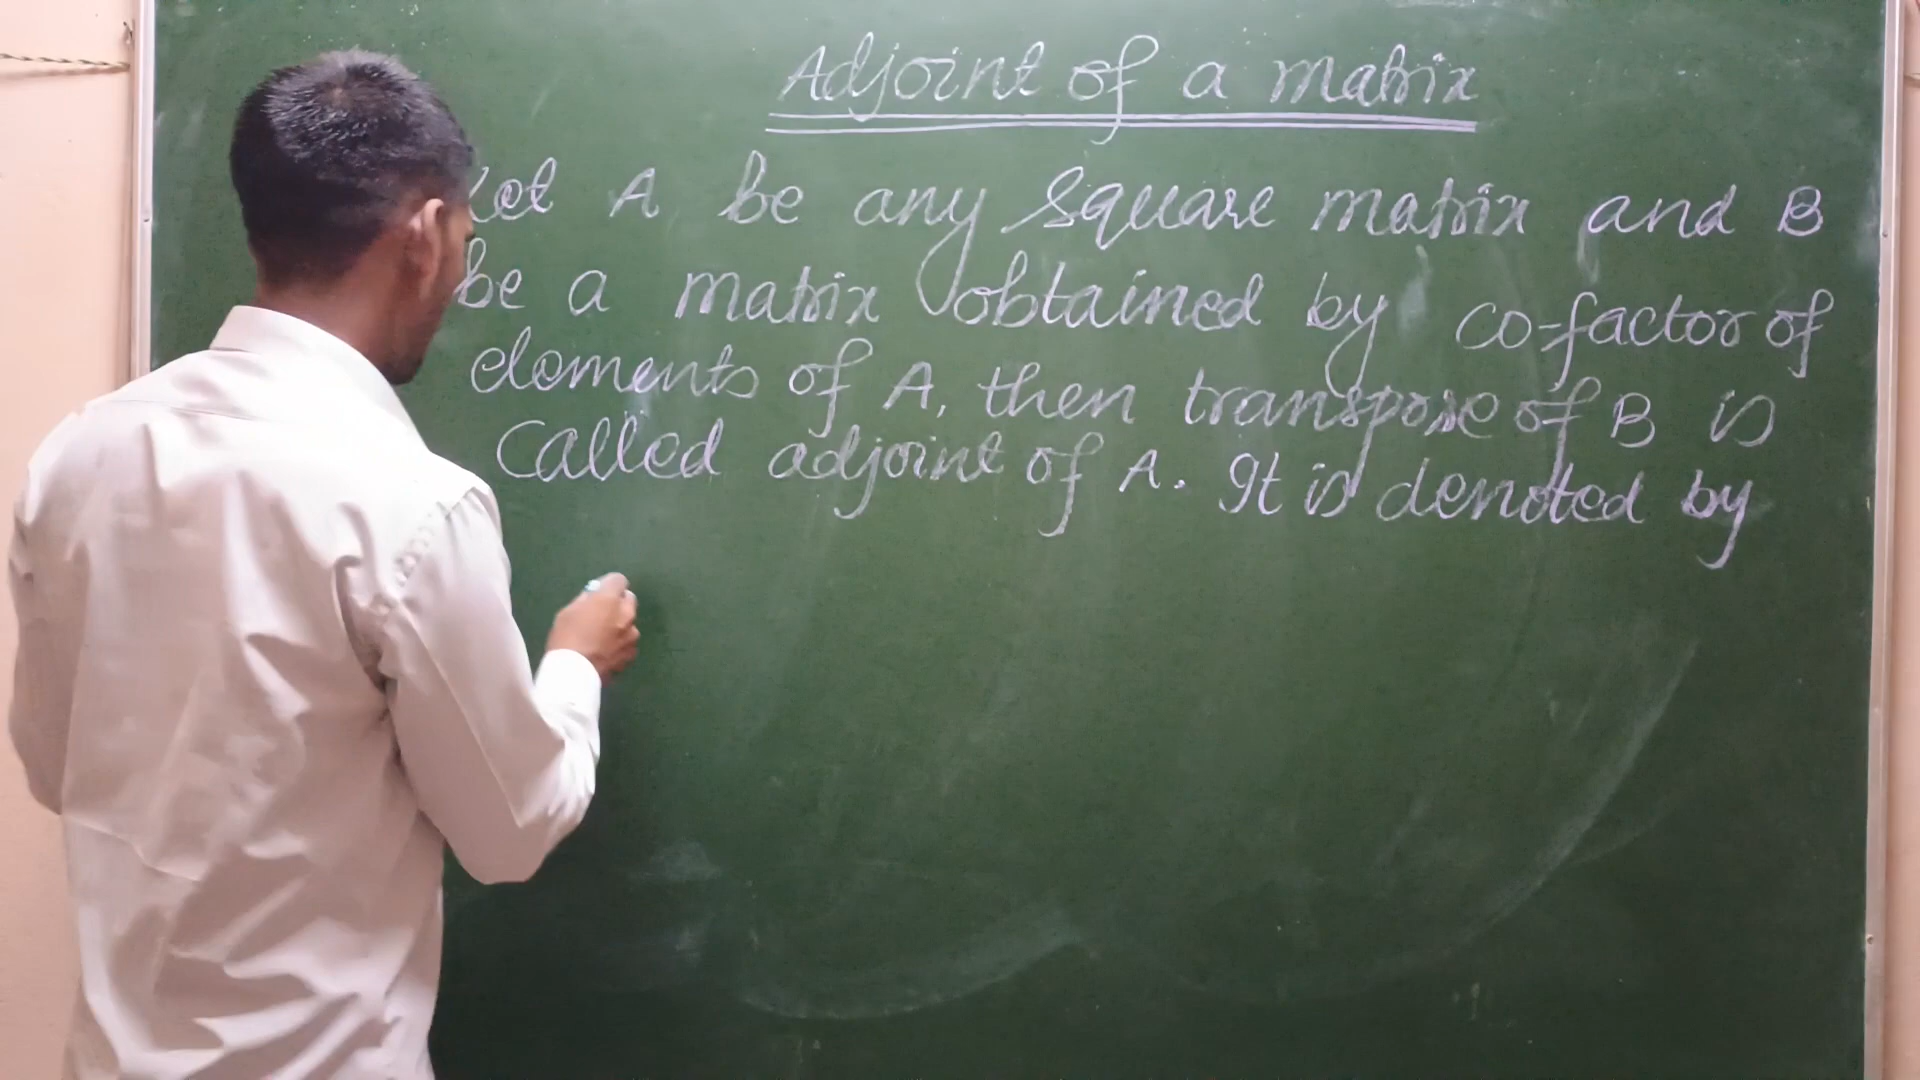 Adjoint of a matrix
Let A be any square matrix and B
be a matrix obtained by co-factor of
elements of A, then transpose of B is
called adjoint of A. It is denoted by